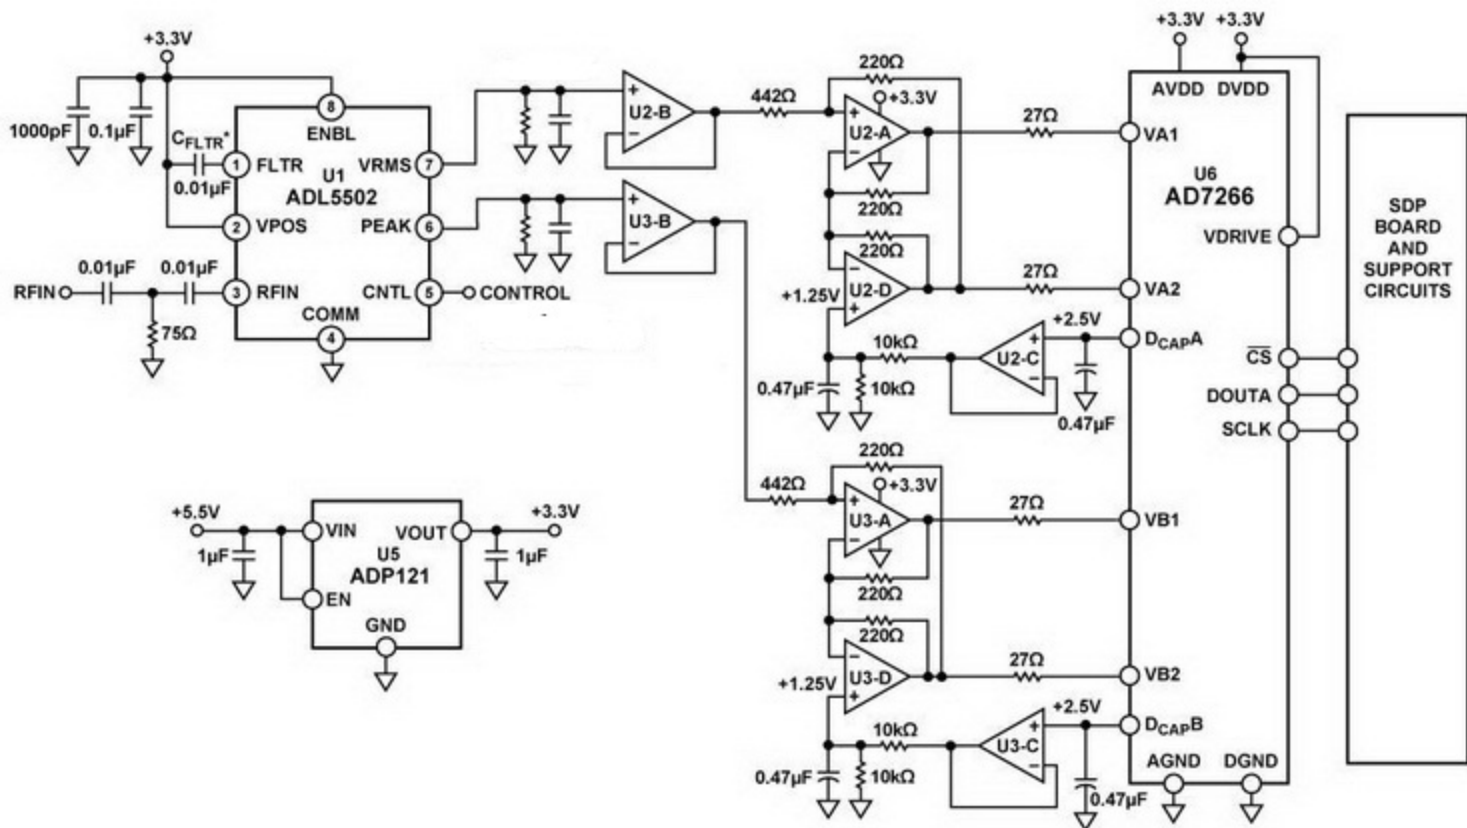 +3.3V
1000pF
0.1µF
CFLTR*
0.01µF
8
ENBL
1
FLTR
U1
ADL5502
VRMS
7
2
VPOS
PEAK
6
RFIN
0.01µF
0.01µF
3
RFIN
CNTL
5
CONTROL
75Ω
COMM
4
+
U2-B
−
+
U3-B
−
442Ω
220Ω
+
+3.3V
U2-A
−
220Ω
220Ω
−
U2-D
+1.25V
+
27Ω
27Ω
10kΩ
10kΩ
0.47µF
+2.5V
+
U2-C
−
0.47µF
442Ω
220Ω
+
+3.3V
U3-A
−
220Ω
220Ω
−
U3-D
+1.25V
+
27Ω
27Ω
10kΩ
10kΩ
0.47µF
+2.5V
+
U3-C
−
0.47µF
+3.3V
+3.3V
AVDD
DVDD
VA1
U6
AD7266
VDRIVE
VA2
DCAPA
CS
DOUTA
SCLK
VB1
VB2
DCAPB
AGND
DGND
SDP
BOARD
AND
SUPPORT
CIRCUITS
+5.5V
1µF
VIN
VOUT
U5
ADP121
EN
GND
+3.3V
1µF